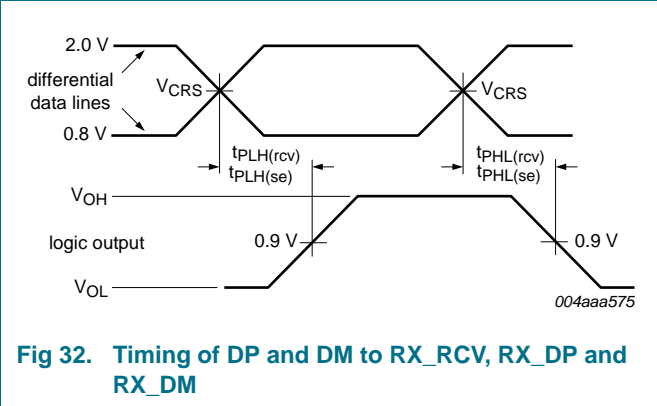 2.0 V
differential
data lines
VCRS
VCRS
0.8 V
tPLH(rcv)
tPLH(se)
tPHL(rcv)
tPHL(se)
VOH
logic output
0.9 V
0.9 V
VOL
004aaa575
Fig 32. Timing of DP and DM to RX_RCV, RX_DP and
RX_DM